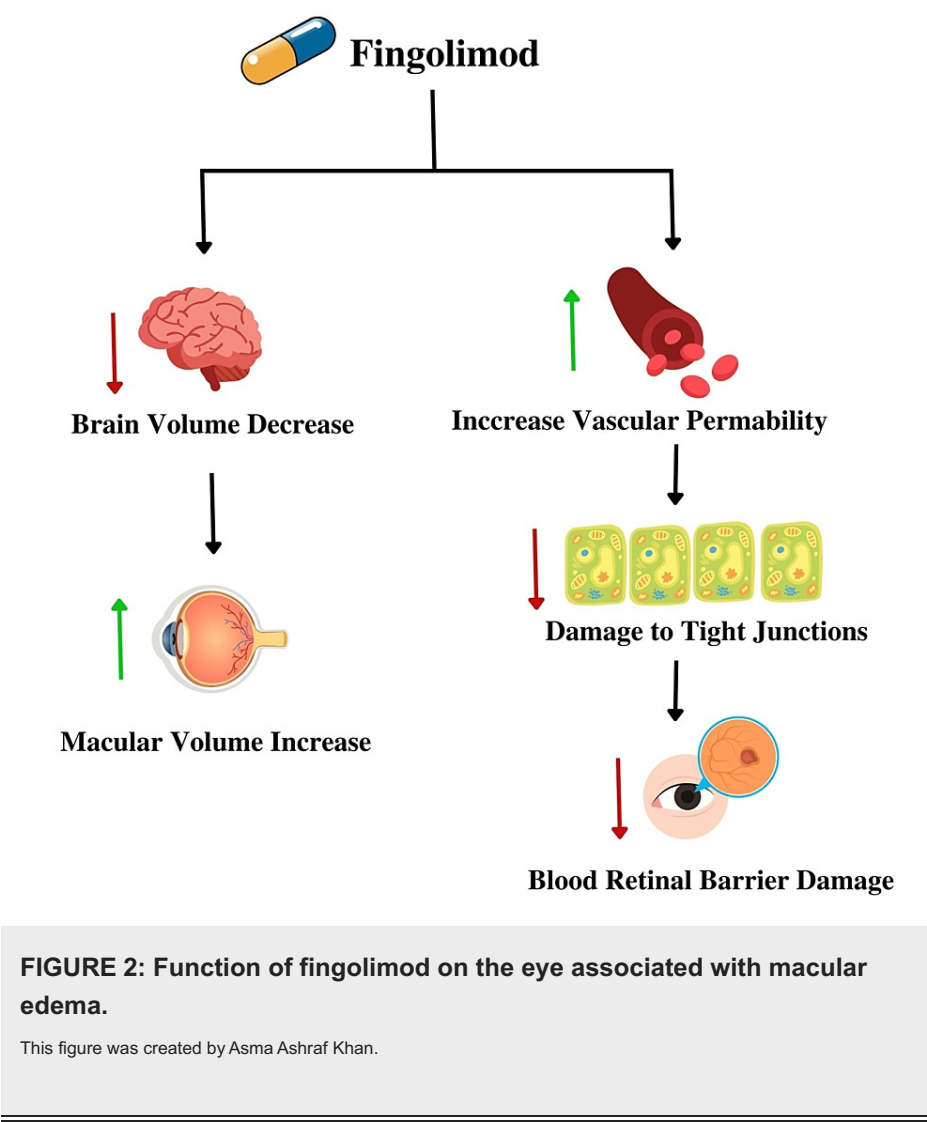 Fingolimod
Brain Volume Decrease
Inccrease Vascular Permability
Damage to Tight Junctions
Macular Volume Increase
Blood Retinal Barrier Damage
FIGURE 2: Function of fingolimod on the eye associated with macular
edema.
This figure was created by Asma Ashraf Khan.